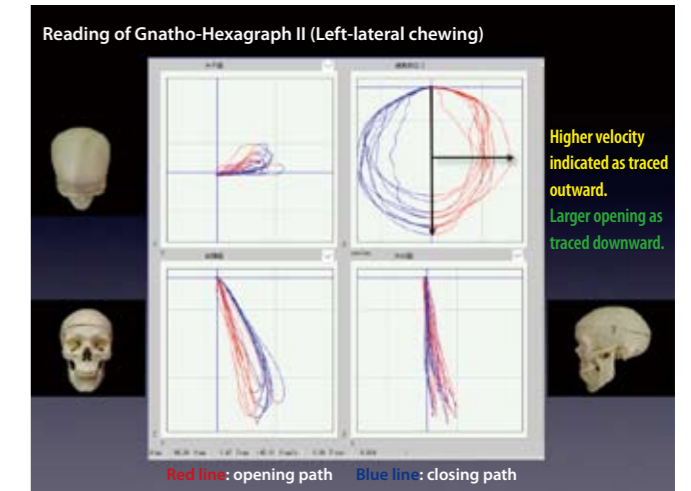 Reading of Gnatho-Hexagraph II (Left-lateral chewing)
Higher velocity
indicated as traced
outward.
Larger opening as
traced downward.
Red line: opening path Blue line: closing path